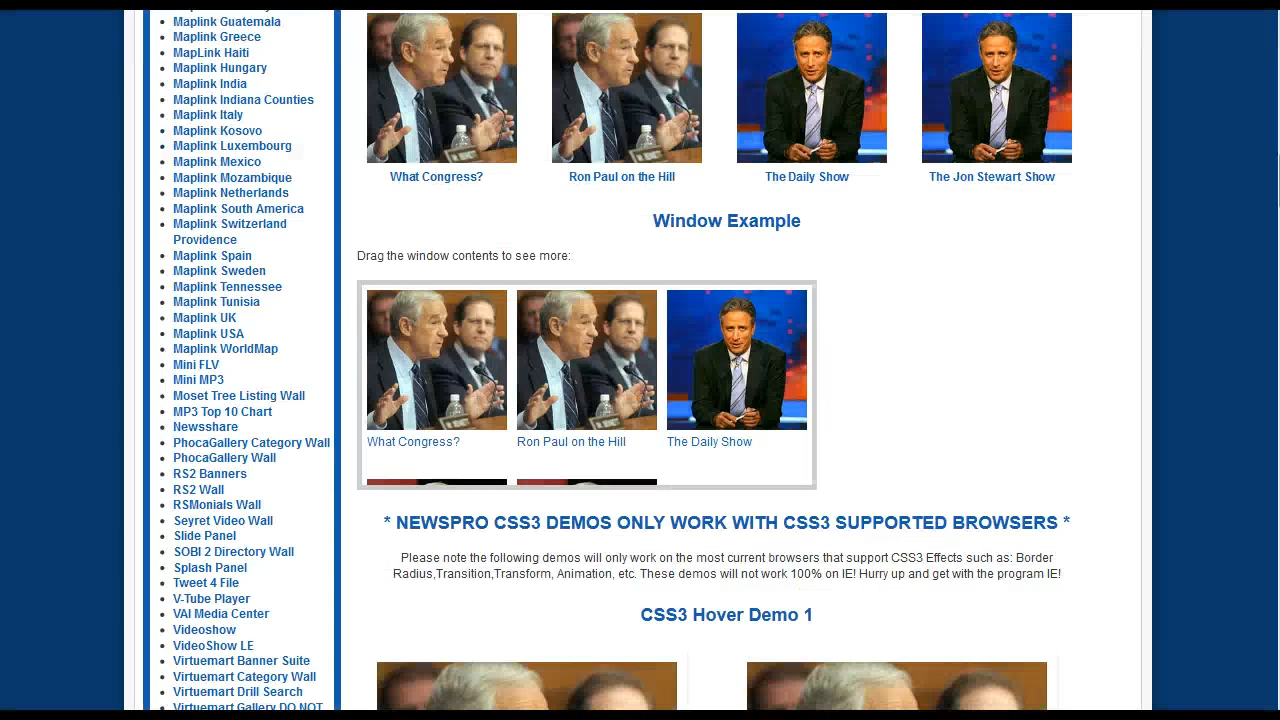 Maplink Guatemala
Maplink Greece
MapLink Haiti
Maplink Hungary
Maplink India
Maplink Indiana Counties
Maplink Italy
Maplink Kosovo
Maplink Luxembourg
Maplink Mexico
Maplink Mozambique
Maplink Netherlands
Maplink South America
Maplink Switzerland
Providence
Maplink Spain
Maplink Sweden
Maplink Tennessee
Maplink Tunisia
Maplink UK
Maplink USA
Maplink WorldMap
Mini FLV
Mini MP3
Moset Tree Listing Wall
MP3 Top 10 Chart
Newsshare
PhocaGallery Category Wall
PhocaGallery Wall
RS2 Banners
RS2 Wall
RSMonials Wall
Seyret Video Wall
Slide Panel
SOBI 2 Directory Wall
Splash Panel
Tweet 4 File
V-Tube Player
VAI Media Center
Videoshow
VideoShow LE
Virtuemart Banner Suite
Virtuemart Category Wall
Virtuemart Drill Search
Virtuemart Gallery DO NOT
What Congress?
Ron Paul on the Hill
The Daily Show
The Jon Stewart Show
Window Example
Drag the window contents to see more:
What Congress?
Ron Paul on the Hill
The Daily Show
* NEWSPRO CSS3 DEMOS ONLY WORK WITH CSS3 SUPPORTED BROWSERS *
Please note the following demos will only work on the most current browsers that support CSS3 Effects such as: Border
Radius,Transition,Transform, Animation, etc. These demos will not work 100% on IE! Hurry up and get with the program IE!
CSS3 Hover Demo 1